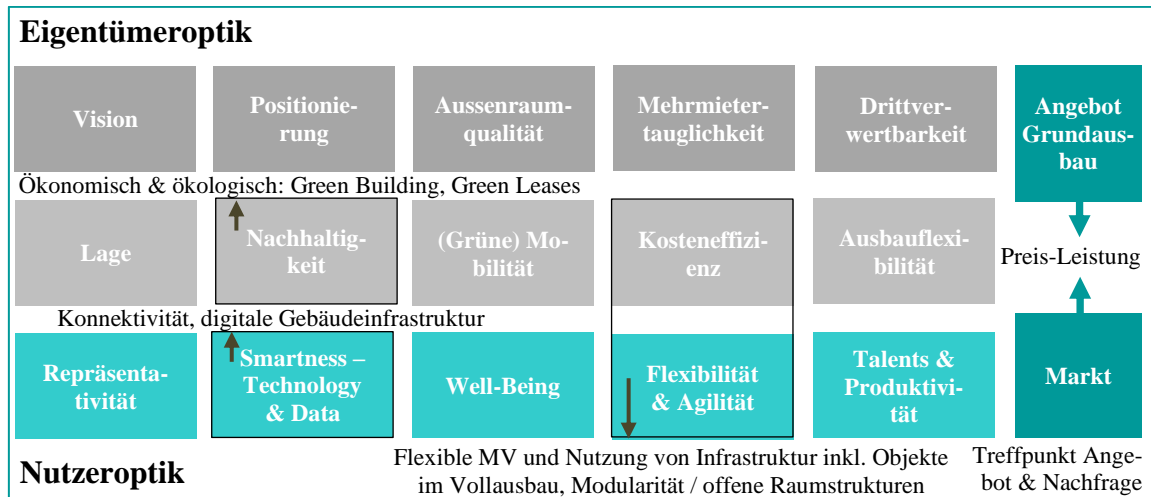 Eigentümeroptik
Vision
Positionie-
rung
Aussenraum-
qualität
Mehrmieter-
tauglichkeit
Drittver-
wertbarkeit
Angebot
Grundaus-
bau
Ökonomisch & ökologisch: Green Building, Green Leases
Lage
Nachhaltig-
keit
(Grüne) Mo-
bilität
Kosteneffizi-
enz
Ausbauflexi-
bilität
Preis-Leistung
Konnektivität, digitale Gebäudeinfrastruktur
Repräsenta-
tivität
Smartness –
Technology
& Data
Well-Being
Flexibilität
& Agilität
Talents &
Produktivi-
tät
Markt
Nutzeroptik
Flexible MV und Nutzung von Infrastruktur inkl. Objekte
im Vollausbau, Modularität / offene Raumstrukturen
Treffpunkt Ange-
bot & Nachfrage